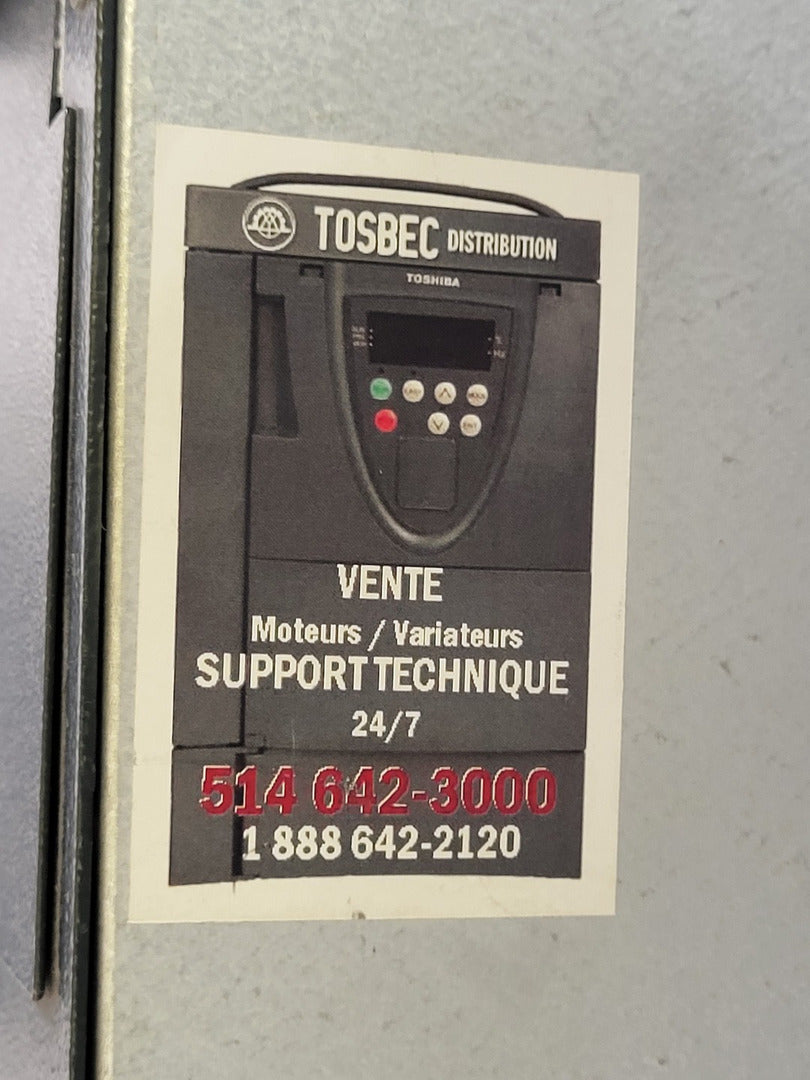 TOSBEC DISTRIBUTION
TOSHIBA
VENTE
Moteurs / Variateurs
SUPPORT TECHNIQUE
24/7
514 642-3000
1 888 642-2120